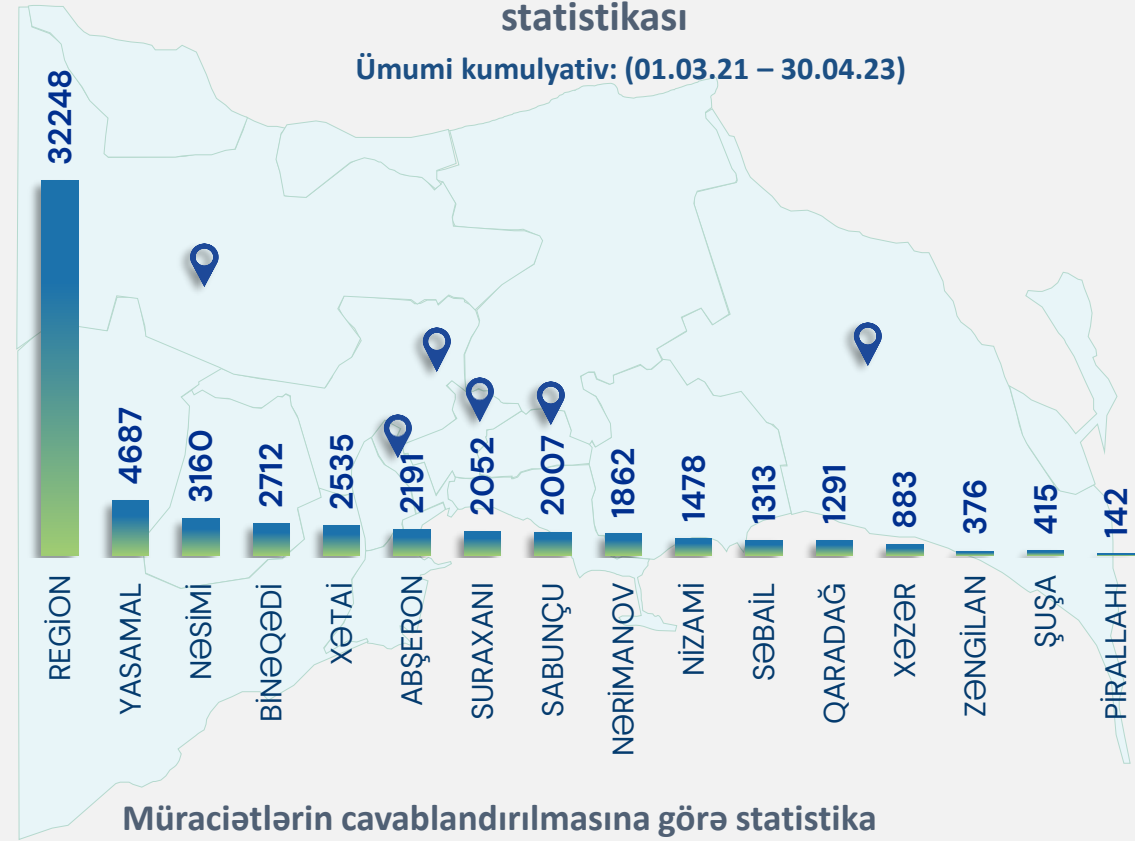 statistikası
Ümumi kumulyativ: (01.03.21 – 30.04.23)
32248
4687
3160
2712
2535
2191
2052
2007
1862
1478
1313
1291
883
376
415
142
REGİON
YASAMAL
NƏSİMİ
BİNƏQƏDİ
XƏTAİ
ABŞERON
SURAXANI
SABUNÇU
NƏRİMANOV
NİZAMİ
SƏBAİL
QARADAĞ
XƏZƏR
ZƏNGİLAN
ŞUŞA
PİRALLAHI
Müraciətlərin cavablandırılmasına görə statistika